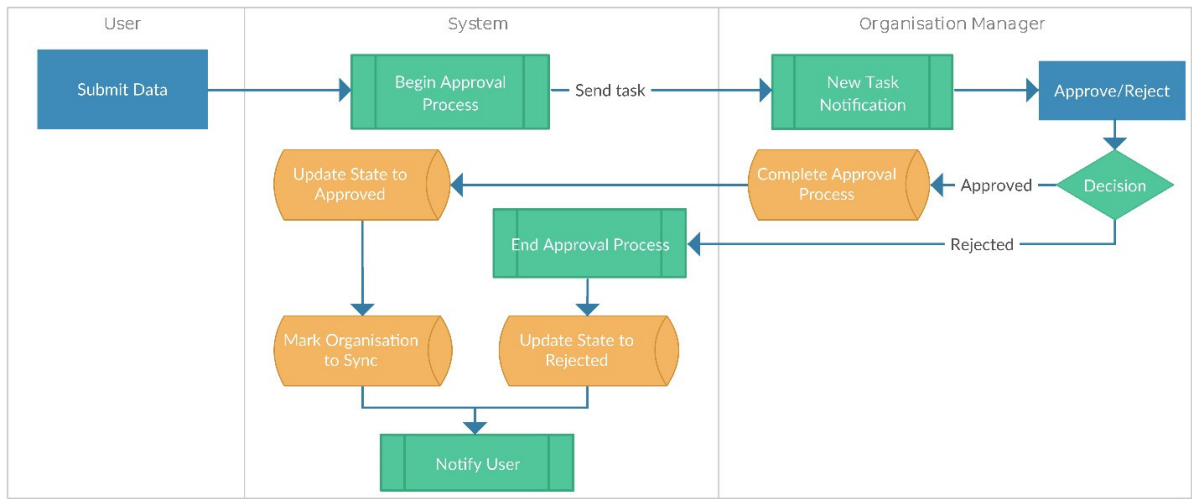 User
System
Organisation Manager
Submit Data
Begin Approval
Process
Send task
New Task
Notification
Approve/Reject
Update State to
Approved
Complete Approval
Process
Approved
Decision
End Approval Process
Rejected
Mark Organisation
to Sync
Update State to
Rejected
Notify User